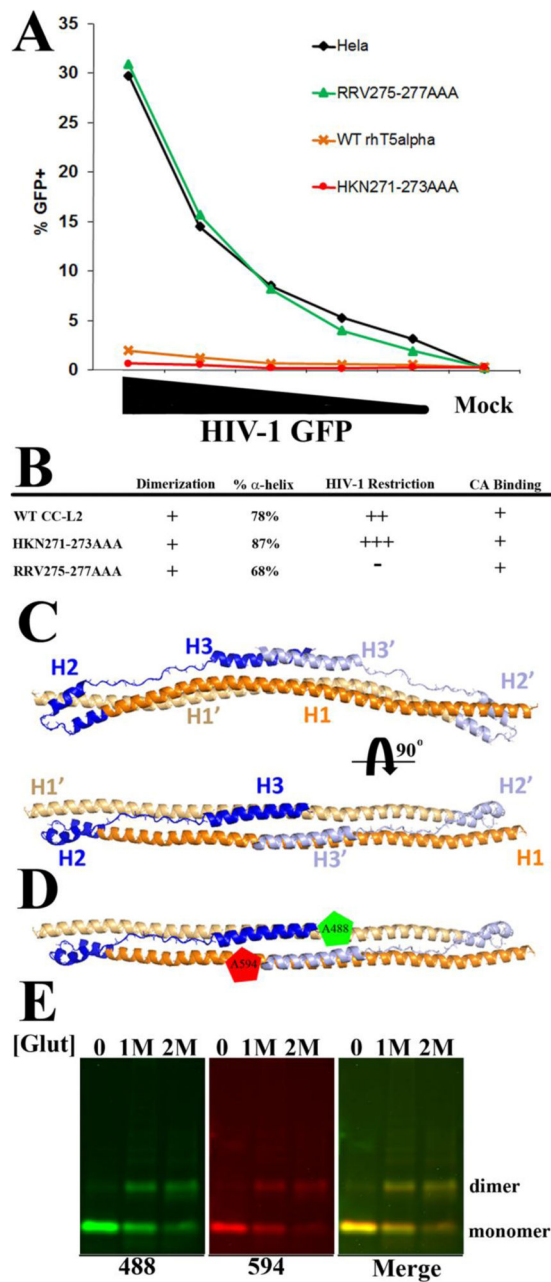 A
35
30
25
20
15
10
5
0
% GFP+
Hela
RRV275-277AAA
WT rhT5alpha
HKN271-273AAA
Mock
HIV-1 GFP
B
Dimerization % α-helix HIV-1 Restriction CA Binding
WT CC-L2 + 78% ++ +
HKN271-273AAA + 87% +++ +
RRV275-277AAA + 68% - +
C
H3 H3’
H2 H2’
H1’ H1
90°
H1’ H3 H2’
H2 H3’ H1
D
A488
A594
E
[Glut] 0 1M 2M 0 1M 2M 0 1M 2M
dimer
monomer
488 594 Merge